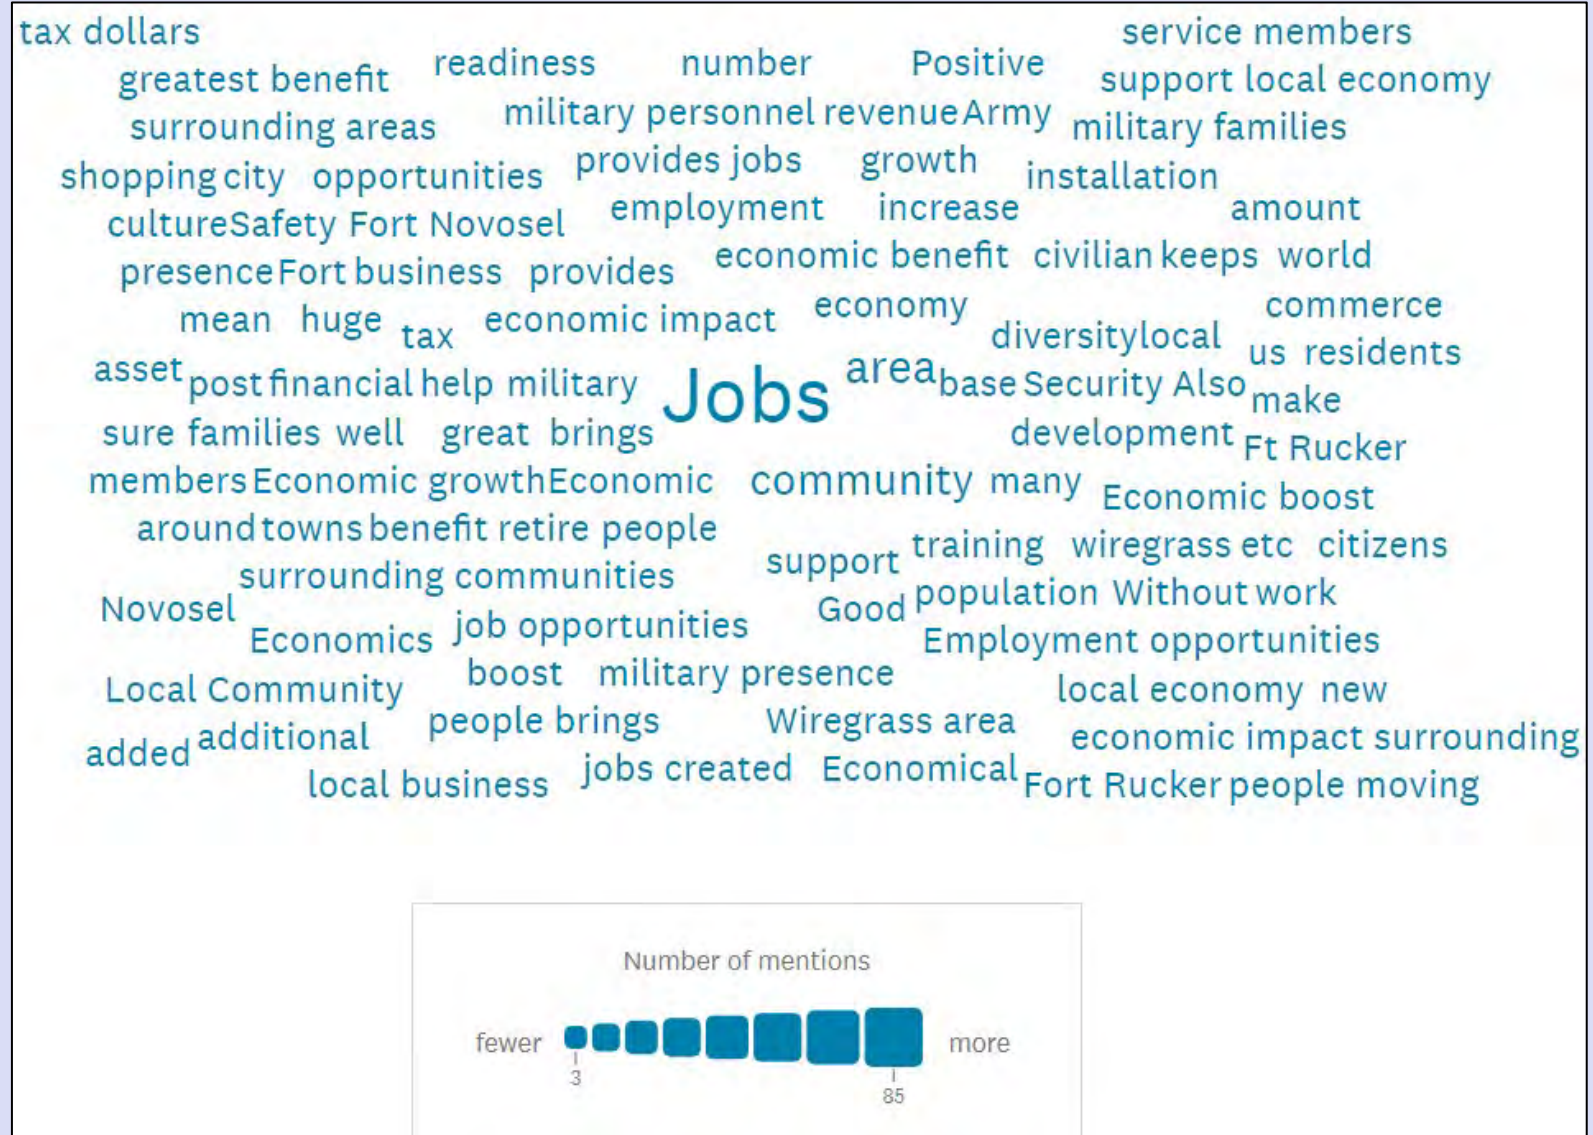 tax dollars service members
readiness number Positive
greatest benefit support local economy
military personnel revenue Army
surrounding areas military families
provides jobs growth
shopping city opportunities installation
employment increase amount
culture Safety Fort Novosel
economic benefit civilian keeps world
presence Fort business provides
economy commerce
mean huge tax economic impact
diversity local
us residents
asset area
post financial help military Jobs base Security Also
make
sure families well great brings development
Ft Rucker
members Economic growth Economic community many
Economic boost
around towns benefit retire people
training wiregrass etc citizens
support
surrounding communities
population Without work
Novosel Good
Economics job opportunities Employment opportunities
boost military presence
Local Community local economy new
people brings Wiregrass area
added additional economic impact surrounding
jobs created Economical
local business Fort Rucker people moving
Number of mentions
fewer more
3
85